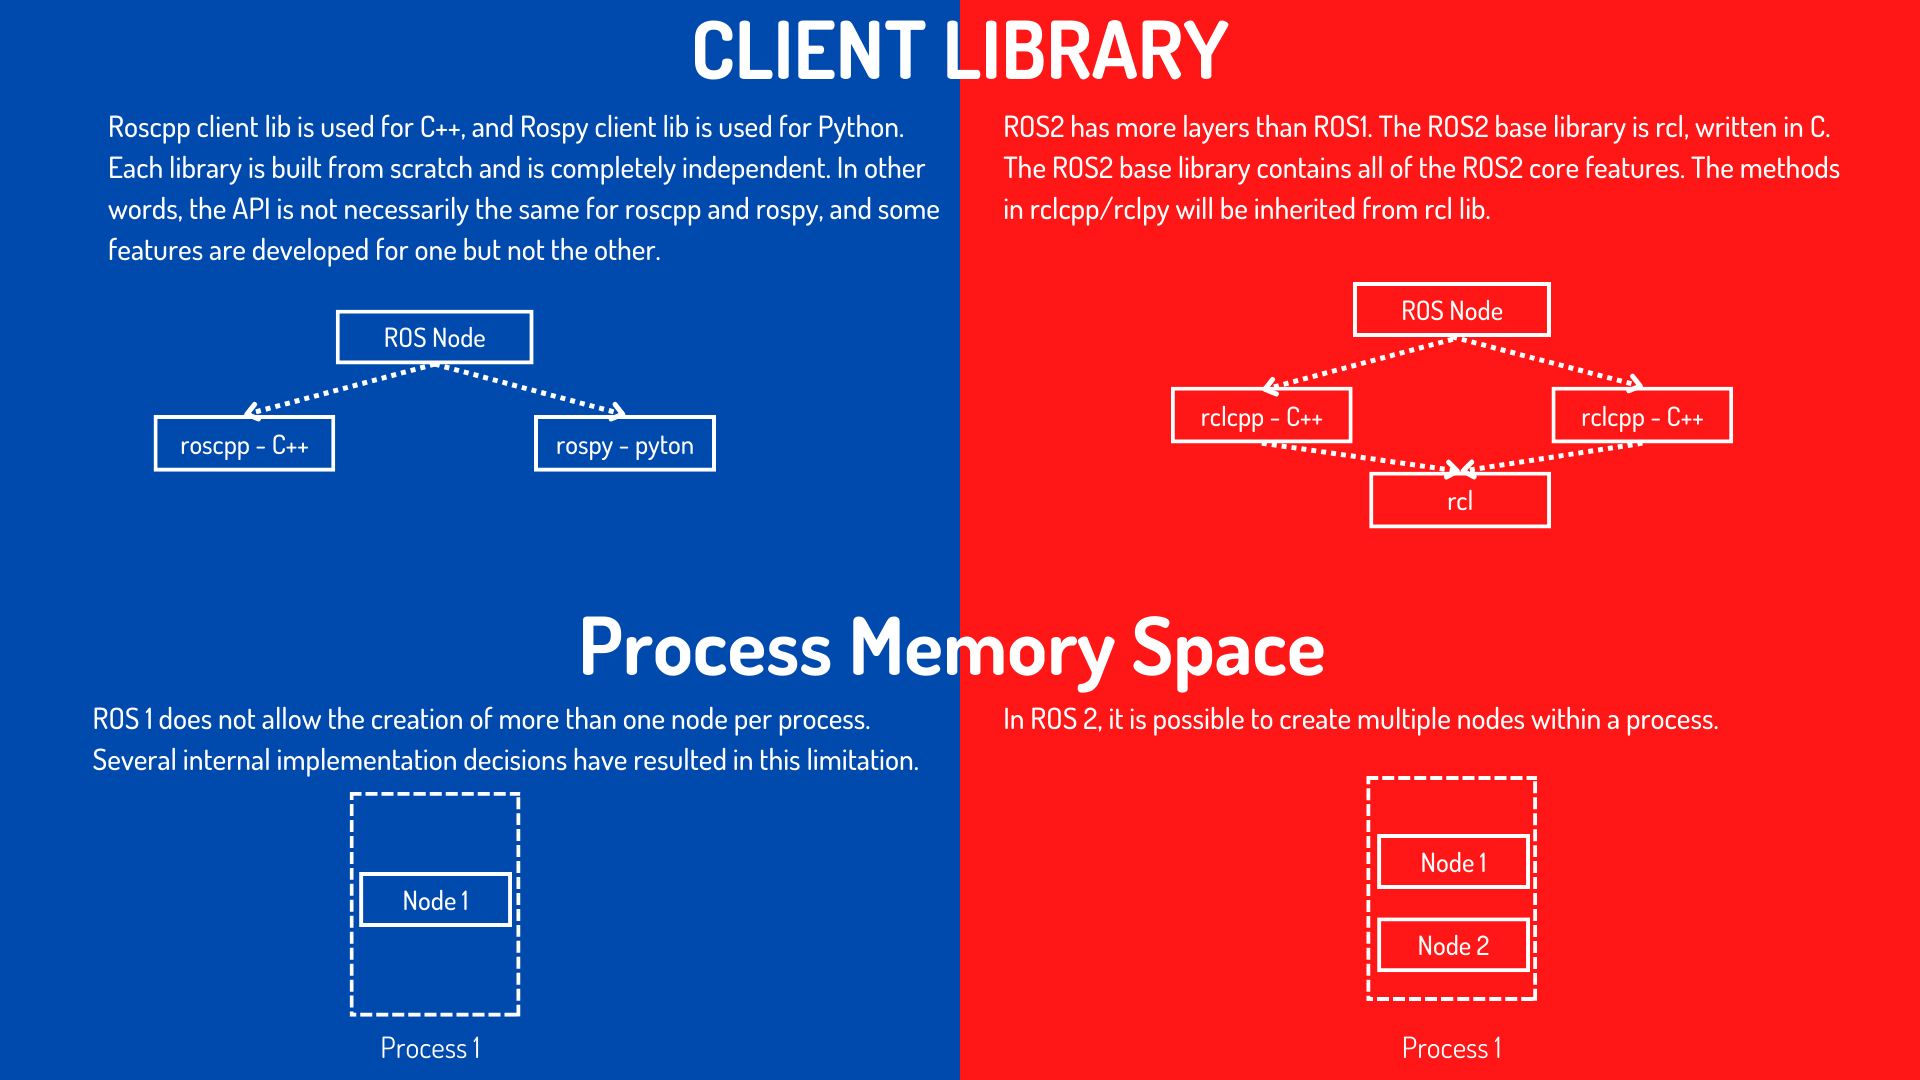 CLIENT LIBRARY
Roscpp client lib is used for C++, and Rospy client lib is used for Python.
Each library is built from scratch and is completely independent. In other
words, the API is not necessarily the same for roscpp and rospy, and some
features are developed for one but not the other.
ROS Node
roscpp - C++
rospy - pyton
ROS2 has more layers than ROS1. The ROS2 base library is rcl, written in C.
The ROS2 base library contains all of the ROS2 core features. The methods
in rclcpp/rclpy will be inherited from rcl lib.
ROS Node
rclcpp - C++
rclcpp - C++
rcl
Process Memory Space
ROS 1 does not allow the creation of more than one node per process.
Several internal implementation decisions have resulted in this limitation.
Node 1
Process 1
In ROS 2, it is possible to create multiple nodes within a process.
Node 1
Node 2
Process 1